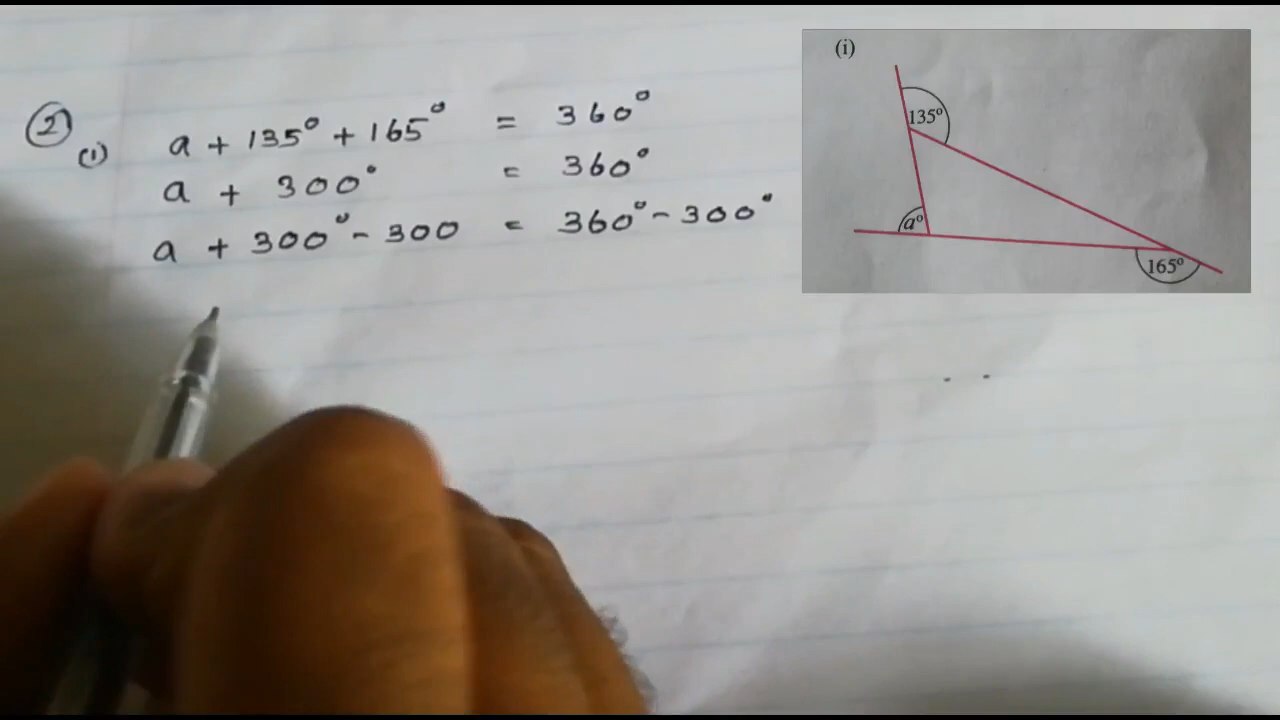 ② (i) a + 135° + 165° = 360°
a + 300° = 360°
a + 300° - 300 = 360° - 300°
(i)
135°
a°
165°